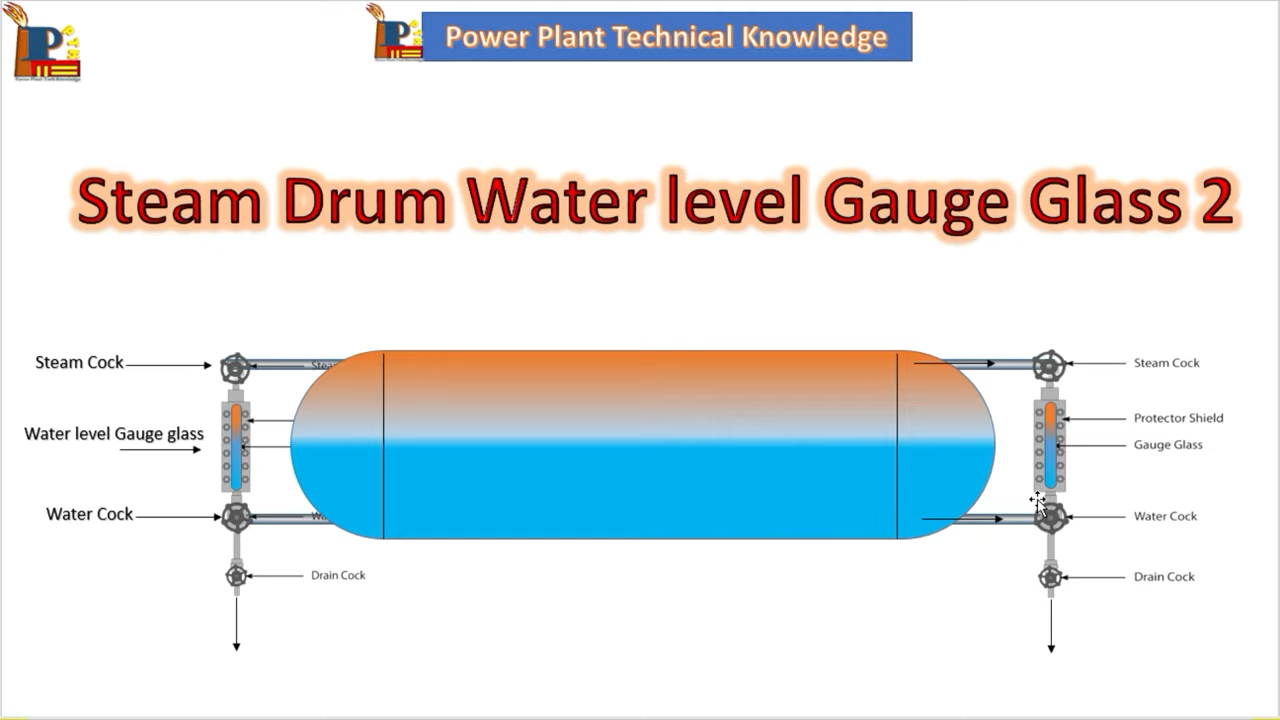 Power Plant Technical Knowledge
Steam Drum Water level Gauge Glass 2
Steam Cock
Steam Cock
Protector Shield
Water level Gauge glass
Gauge Glass
Water Cock
Water Cock
Drain Cock
Drain Cock